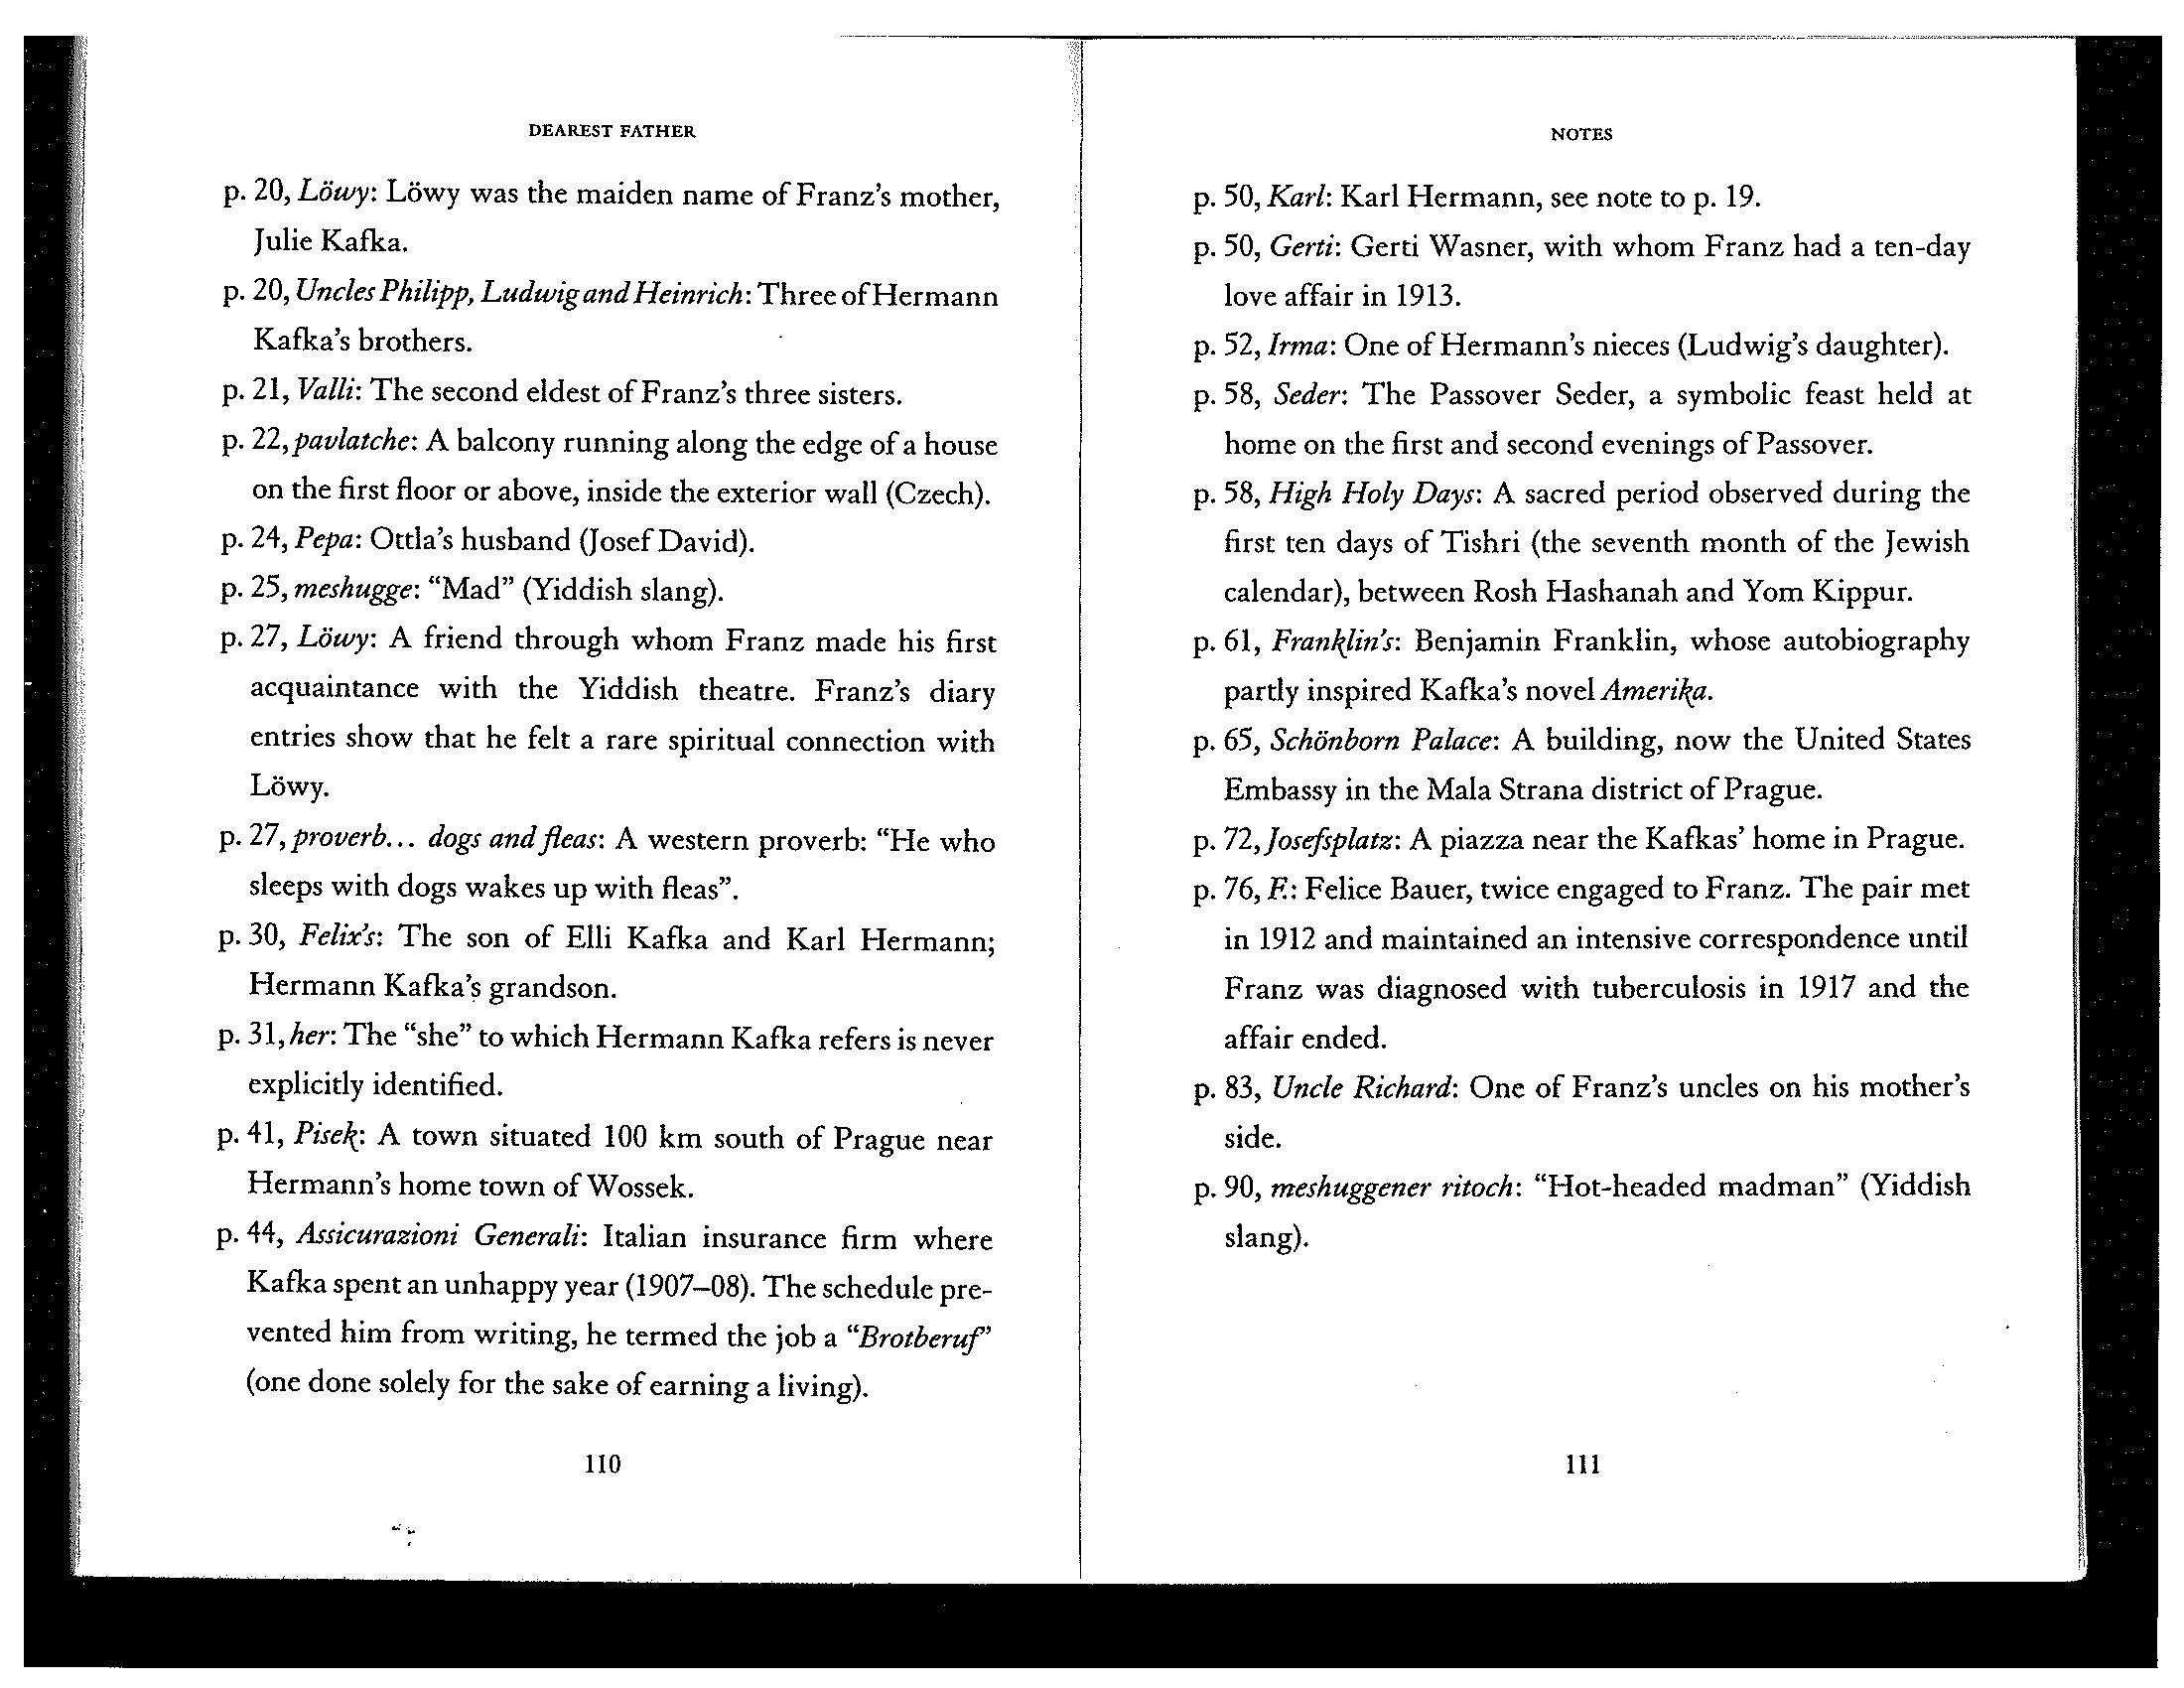 DEAREST FATHER
p. 20, Löwy: Löwy was the maiden name of Franz's mother,
Julie Kafka.
p. 20, Uncles Philipp, Ludwig and Heinrich: Three of Hermann
Kafka's brothers.
p. 21, Valli: The second eldest of Franz's three sisters.
p. 22, pavlatche: A balcony running along the edge of a house
on the first floor or above, inside the exterior wall (Czech).
p. 24, Pepa: Ottla's husband (Josef David).
p. 25, meshugge: “Mad” (Yiddish slang).
p. 27, Löwy: A friend through whom Franz made his first
acquaintance with the Yiddish theatre. Franz's diary
entries show that he felt a rare spiritual connection with
Löwy.
p. 27, proverb... dogs and fleas: A western proverb: “He who
sleeps with dogs wakes up with fleas”.
p. 30, Felix's: The son of Elli Kafka and Karl Hermann;
Hermann Kafka's grandson.
p. 31, her: The “she” to which Hermann Kafka refers is never
explicitly identified.
p. 41, Pisek: A town situated 100 km south of Prague near
Hermann's home town of Wossek.
p. 44, Assicurazioni Generali: Italian insurance firm where
Kafka spent an unhappy year (1907–08). The schedule pre-
vented him from writing, he termed the job a “Brotberuf”
(one done solely for the sake of earning a living).
110
NOTES
p. 50, Karl: Karl Hermann, see note to p. 19.
p. 50, Gerti: Gerti Wasner, with whom Franz had a ten-day
love affair in 1913.
p. 52, Irma: One of Hermann's nieces (Ludwig's daughter).
p. 58, Seder: The Passover Seder, a symbolic feast held at
home on the first and second evenings of Passover.
p. 58, High Holy Days: A sacred period observed during the
first ten days of Tishri (the seventh month of the Jewish
calendar), between Rosh Hashanah and Yom Kippur.
p. 61, Franklin's: Benjamin Franklin, whose autobiography
partly inspired Kafka's novel Amerika.
p. 65, Schönborn Palace: A building, now the United States
Embassy in the Mala Strana district of Prague.
p. 72, Josefsplatz: A piazza near the Kafkas' home in Prague.
p. 76, F.: Felice Bauer, twice engaged to Franz. The pair met
in 1912 and maintained an intensive correspondence until
Franz was diagnosed with tuberculosis in 1917 and the
affair ended.
p. 83, Uncle Richard: One of Franz's uncles on his mother's
side.
p. 90, meshuggener ritoch: “Hot-headed madman” (Yiddish
slang).
111